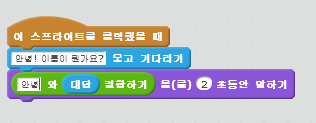 이 스프라이트를 클릭했을 때
안녕! 이름이 뭔가요? 묻고 기다리기
안녕 와 대답 결합하기 을(를) 2 초동안 말하기